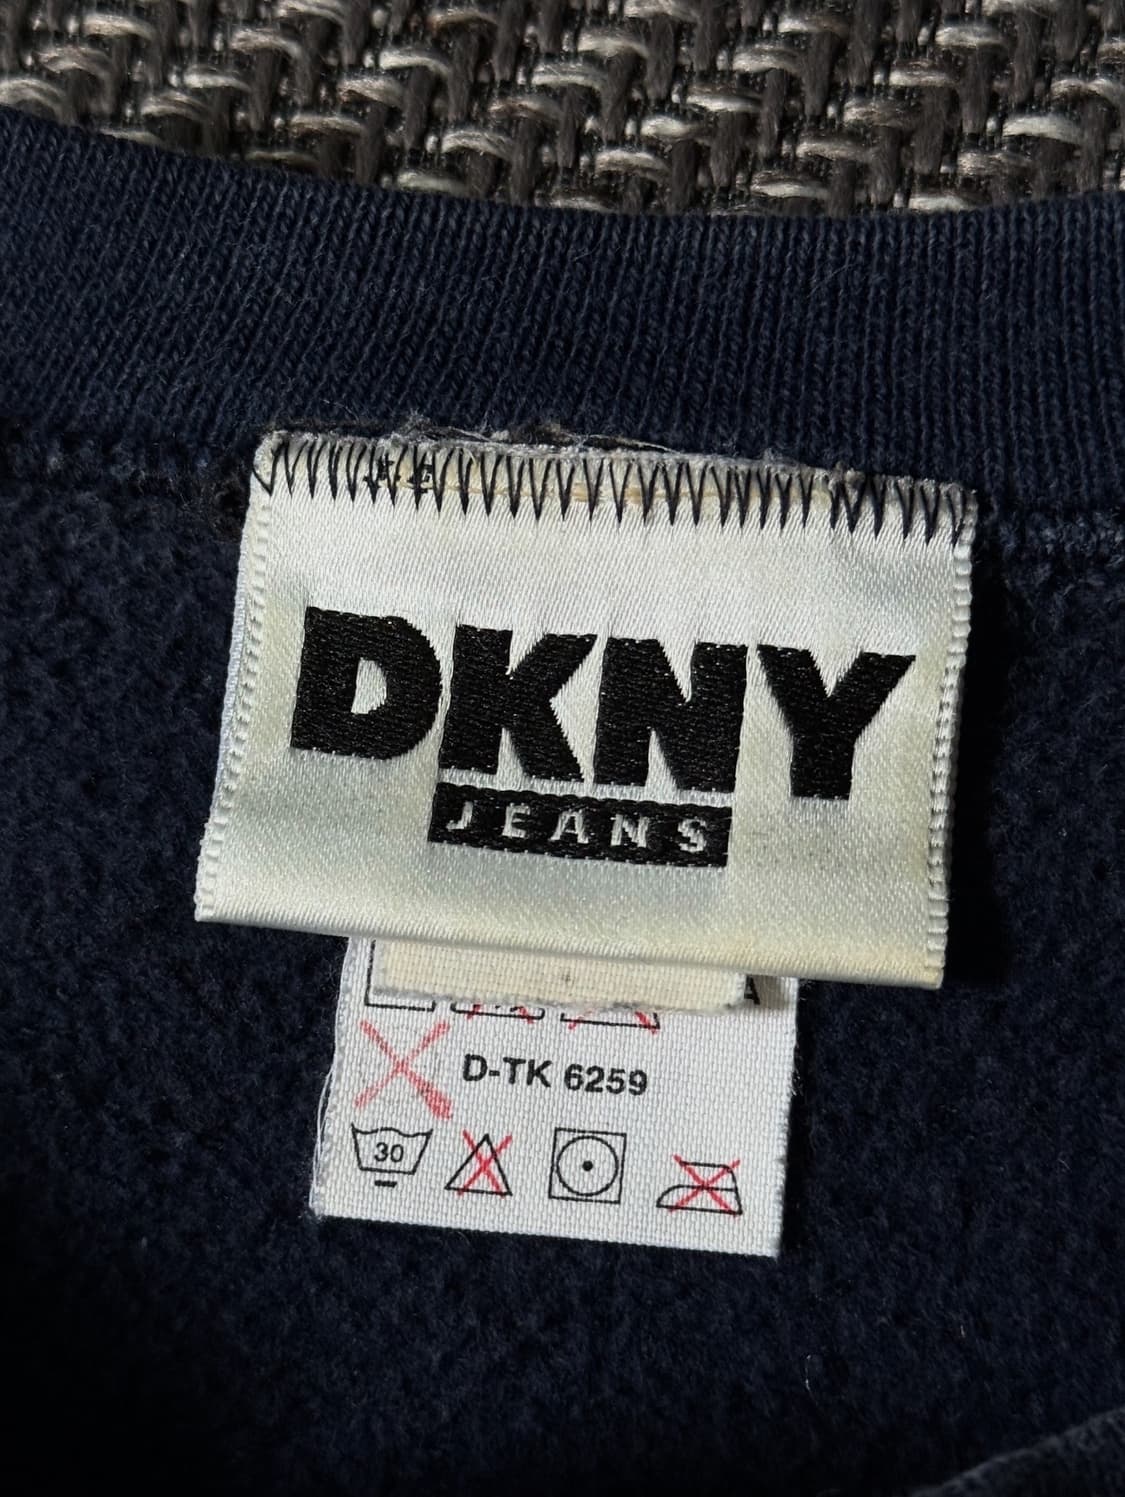 DKNY
JEANS
A
D-TK 6259
30